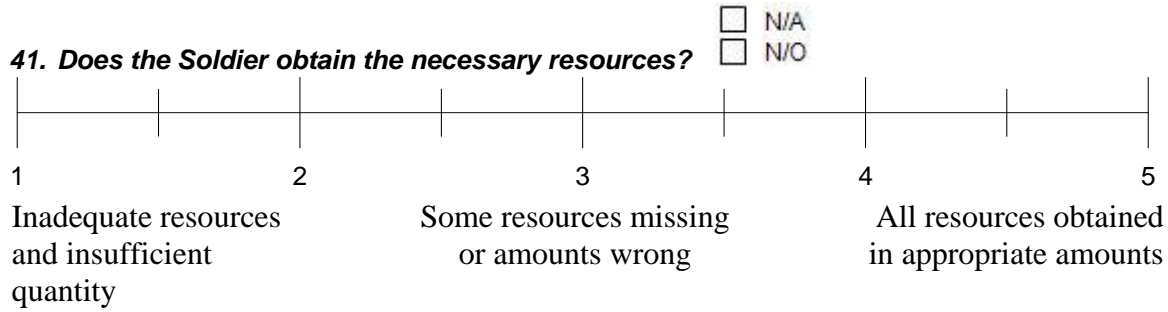 N/A
41. Does the Soldier obtain the necessary resources?
N/O
1 2 3 4 5
Inadequate resources Some resources missing All resources obtained
and insufficient or amounts wrong in appropriate amounts
quantity